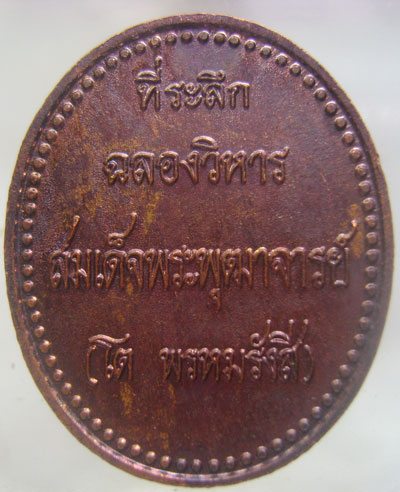 ที่ระลึก
ฉลองวิหาร
สมเด็จพระพุฒาจารย์
(โต พรหมรังสี)